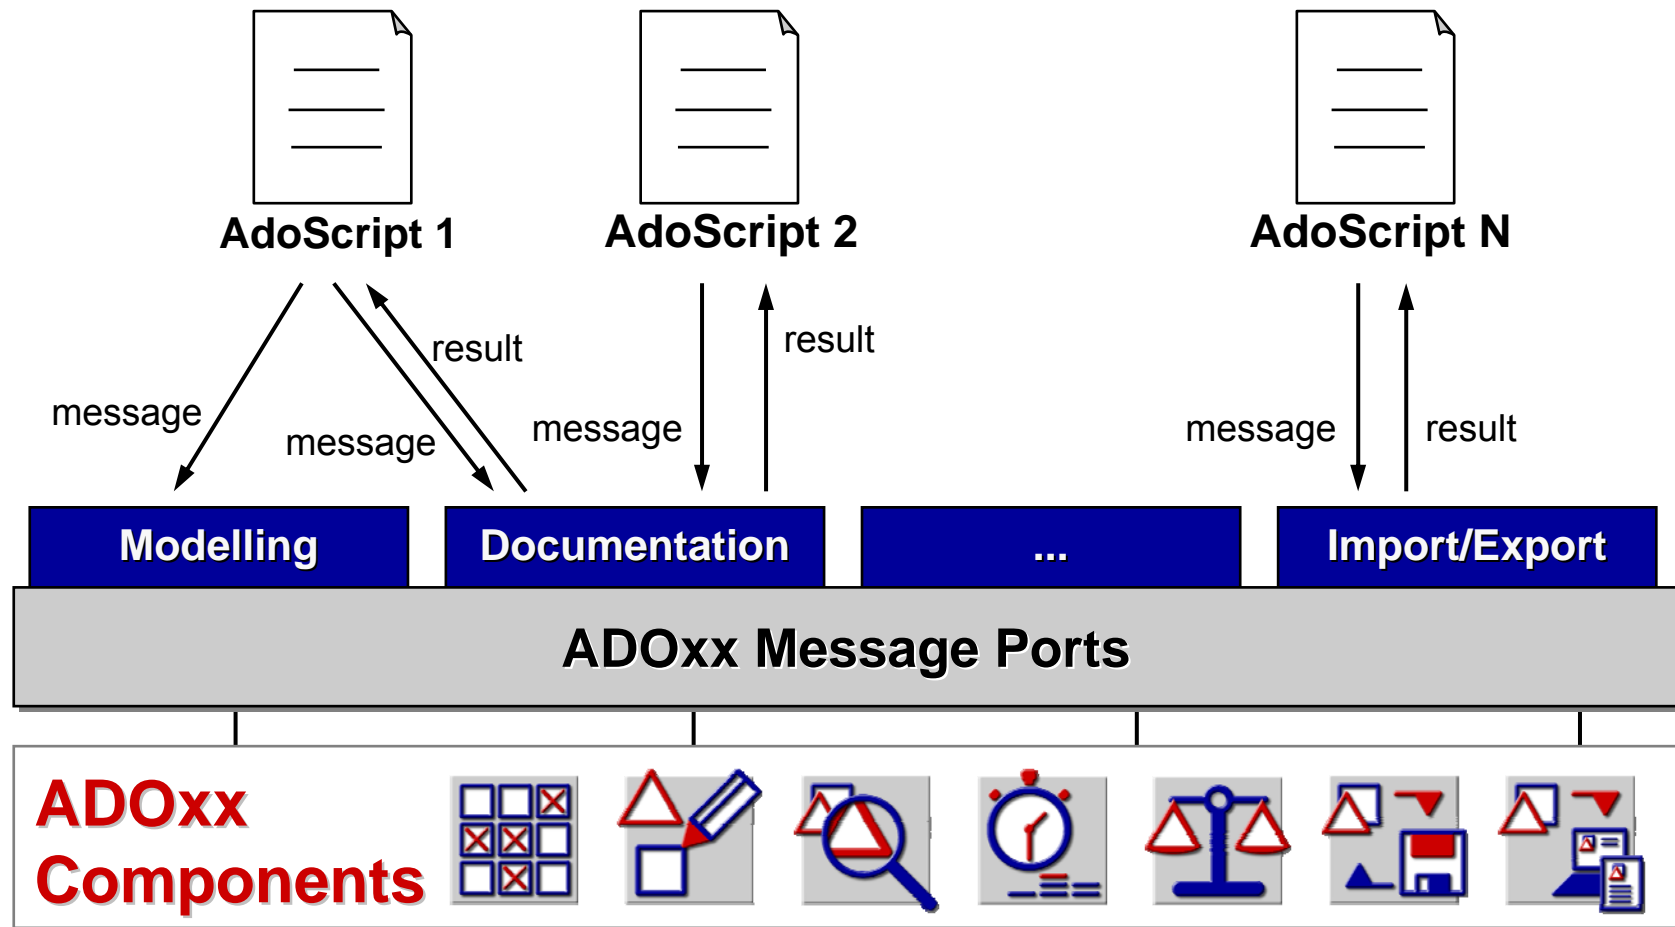 AdoScript 1
AdoScript 2
AdoScript N
message
message
result
message
result
message
result
Modelling
Documentation
...
Import/Export
ADOxx Message Ports
ADOxx
Components